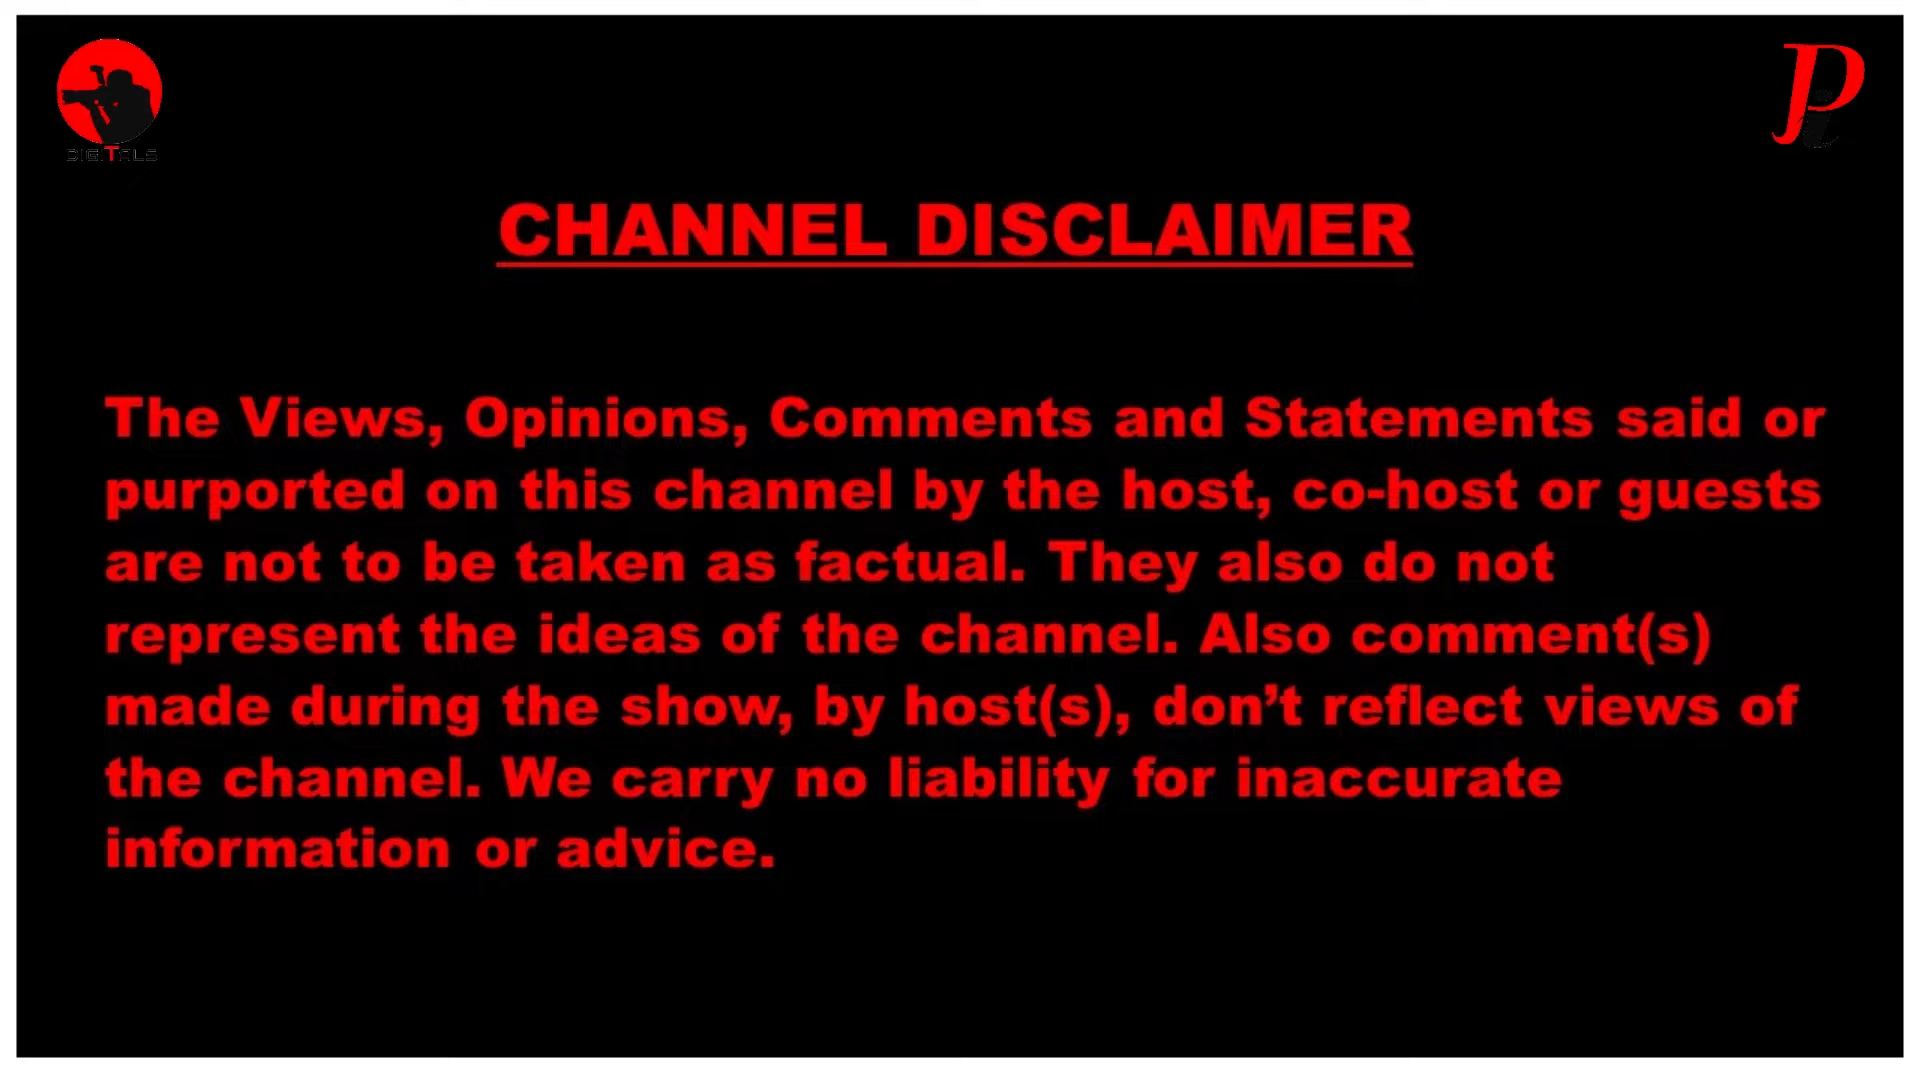 DIGITALS
CHANNEL DISCLAIMER
The Views, Opinions, Comments and Statements said or
purported on this channel by the host, co-host or guests
are not to be taken as factual. They also do not
represent the ideas of the channel. Also comment(s)
made during the show, by host(s), don’t reflect views of
the channel. We carry no liability for inaccurate
information or advice.